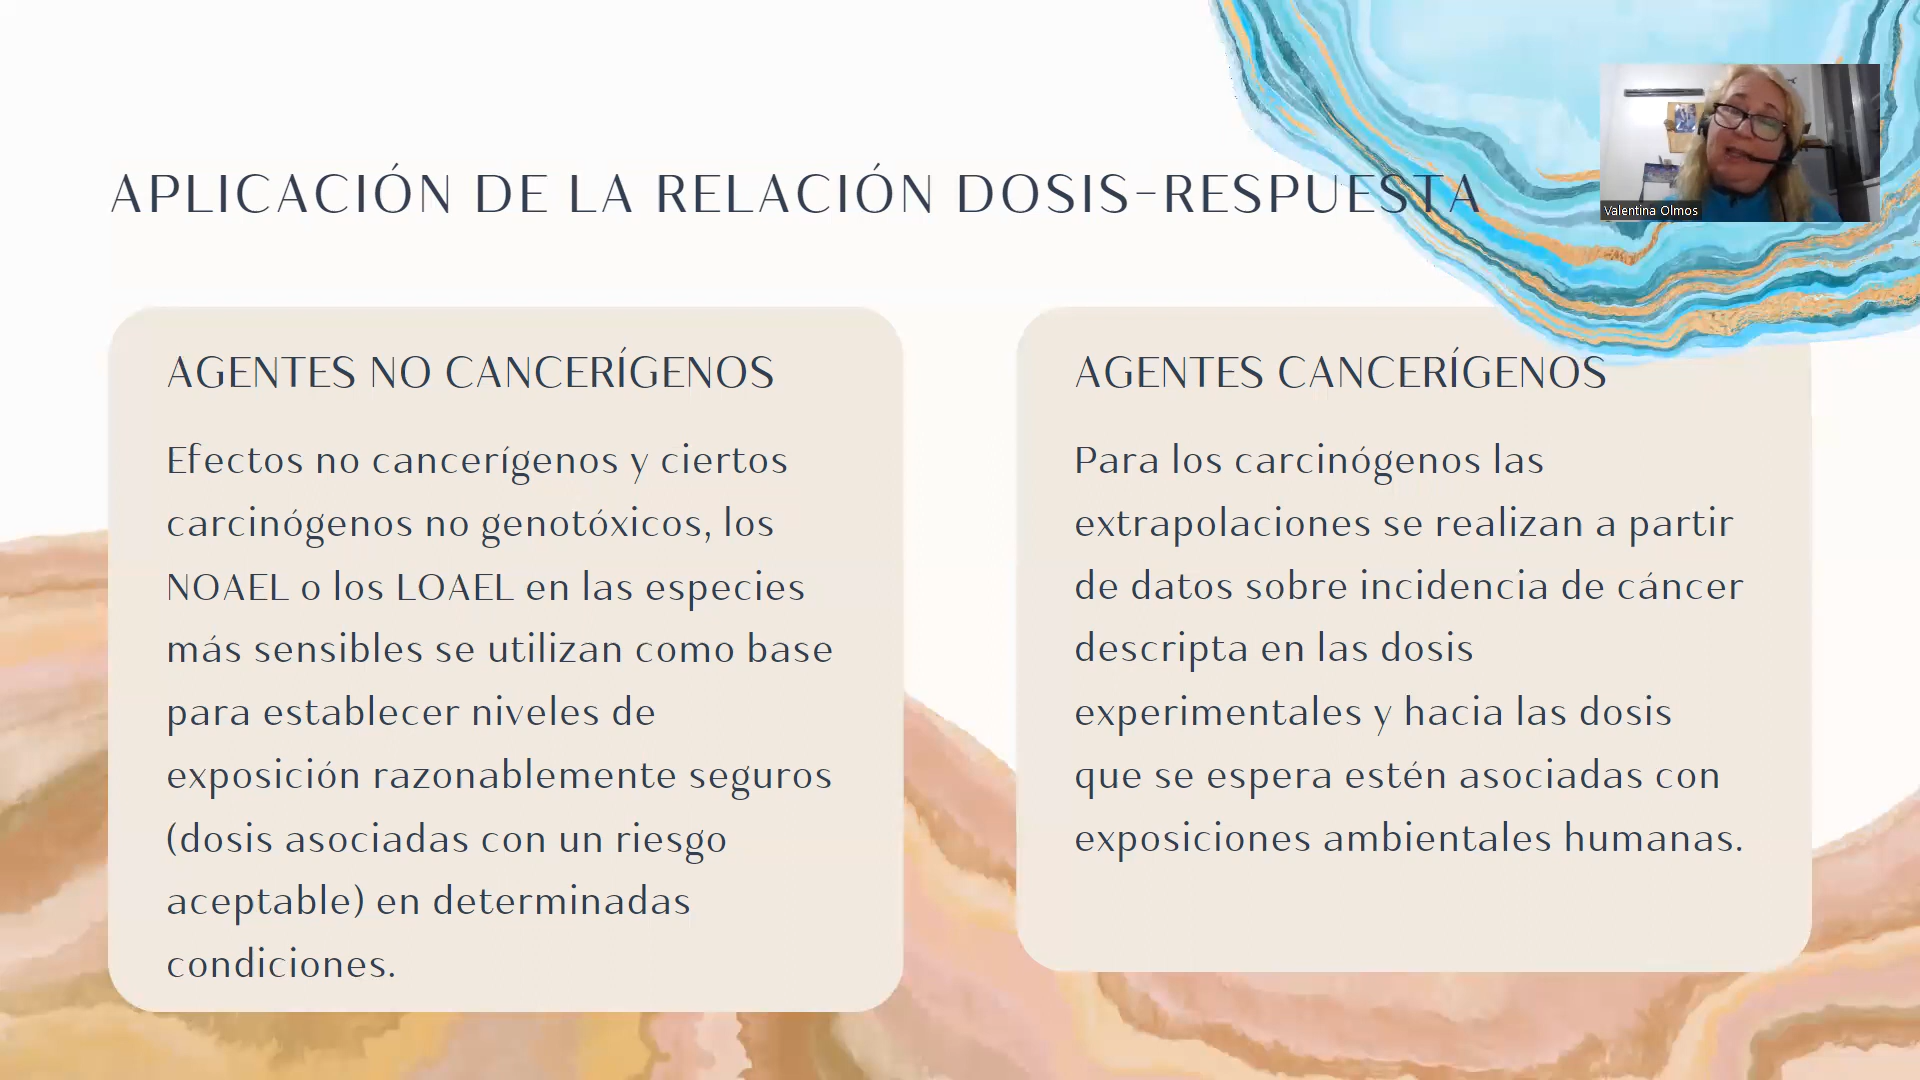 APLICACIÓN DE LA RELACIÓN DOSIS-RESPUESTA
Valentina Olmos
AGENTES NO CANCERÍGENOS
Efectos no cancerígenos y ciertos
carcinógenos no genotóxicos, los
NOAEL o los LOAEL en las especies
más sensibles se utilizan como base
para establecer niveles de
exposición razonablemente seguros
(dosis asociadas con un riesgo
aceptable) en determinadas
condiciones.
AGENTES CANCERÍGENOS
Para los carcinógenos las
extrapolaciones se realizan a partir
de datos sobre incidencia de cáncer
descripta en las dosis
experimentales y hacia las dosis
que se espera estén asociadas con
exposiciones ambientales humanas.